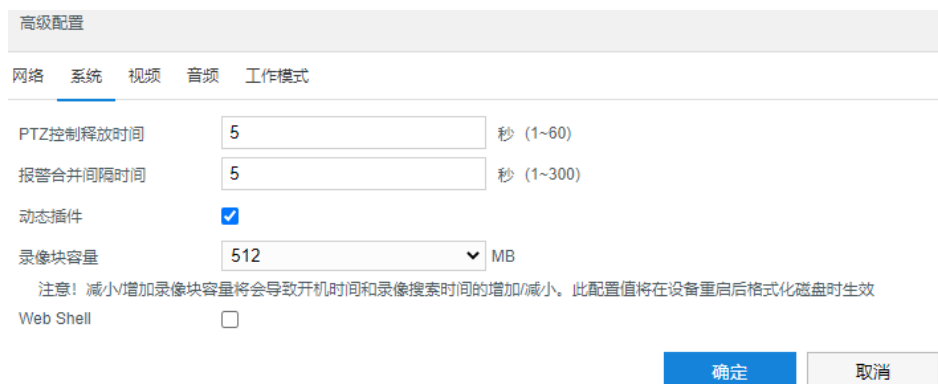 高级配置
网络 系统 视频 音频 工作模式
PTZ控制释放时间 5 秒 (1~60)
报警合并间隔时间 5 秒 (1~300)
动态插件
录像块容量 512 MB
注意！减小/增加录像块容量将会导致开机时间和录像搜索时间的增加/减小。此配置值将在设备重启后格式化磁盘时生效
Web Shell
确定 取消